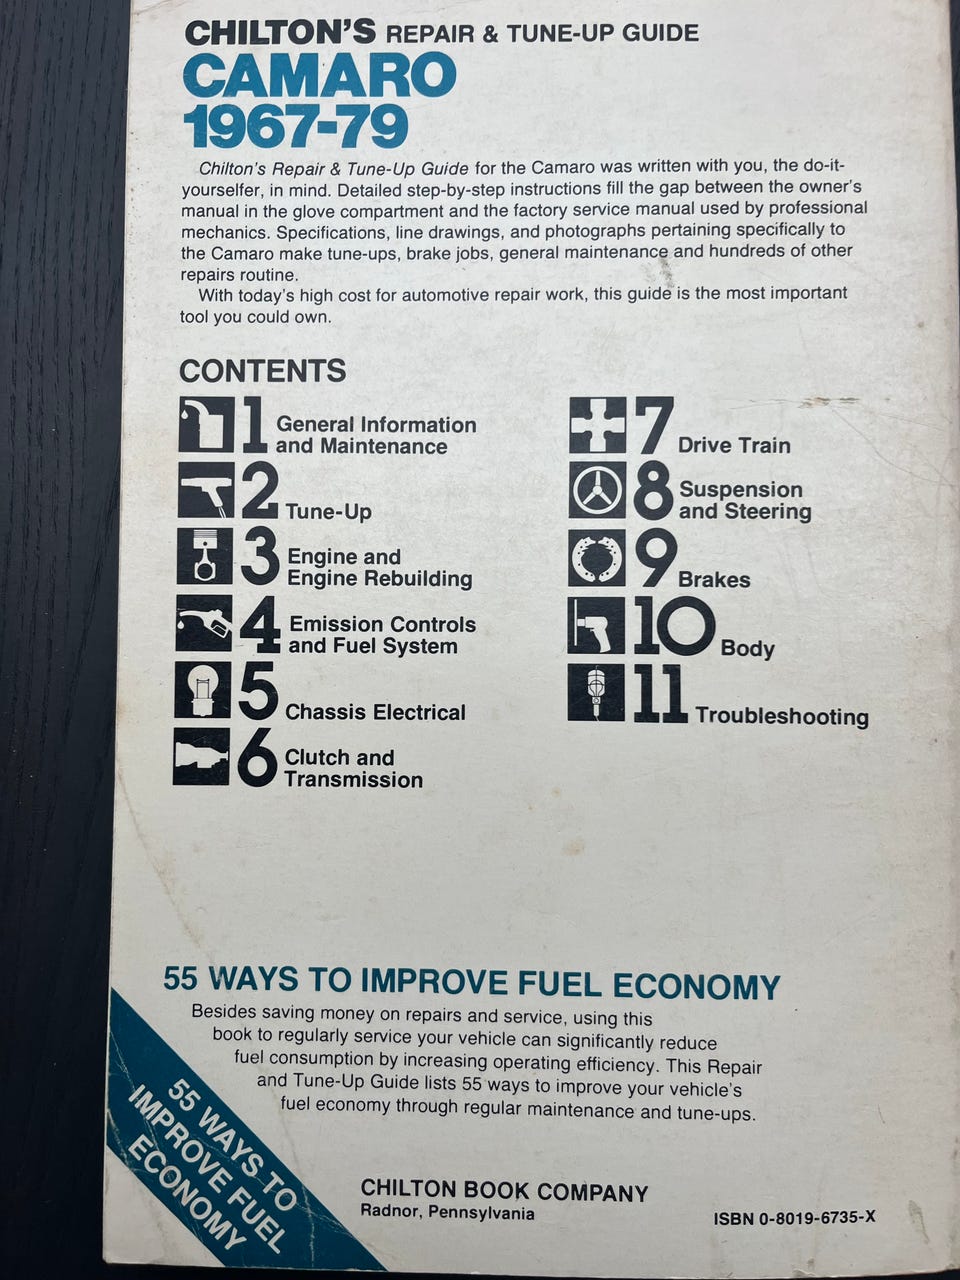 CHILTON'S REPAIR & TUNE-UP GUIDE
CAMARO
1967-79
Chilton's Repair & Tune-Up Guide for the Camaro was written with you, the do-it-
yourselfer, in mind. Detailed step-by-step instructions fill the gap between the owner's
manual in the glove compartment and the factory service manual used by professional
mechanics. Specifications, line drawings, and photographs pertaining specifically to
the Camaro make tune-ups, brake jobs, general maintenance and hundreds of other
repairs routine.
With today's high cost for automotive repair work, this guide is the most important
tool you could own.
CONTENTS
1 General Information
and Maintenance
2 Tune-Up
3 Engine and
Engine Rebuilding
4 Emission Controls
and Fuel System
5 Chassis Electrical
6 Clutch and
Transmission
7 Drive Train
8 Suspension
and Steering
9 Brakes
10 Body
11 Troubleshooting
55 WAYS TO IMPROVE FUEL ECONOMY
Besides saving money on repairs and service, using this
book to regularly service your vehicle can significantly reduce
fuel consumption by increasing operating efficiency. This Repair
and Tune-Up Guide lists 55 ways to improve your vehicle's
fuel economy through regular maintenance and tune-ups.
55 WAYS TO
IMPROVE FUEL
ECONOMY
CHILTON BOOK COMPANY
Radnor, Pennsylvania
ISBN 0-8019-6735-X